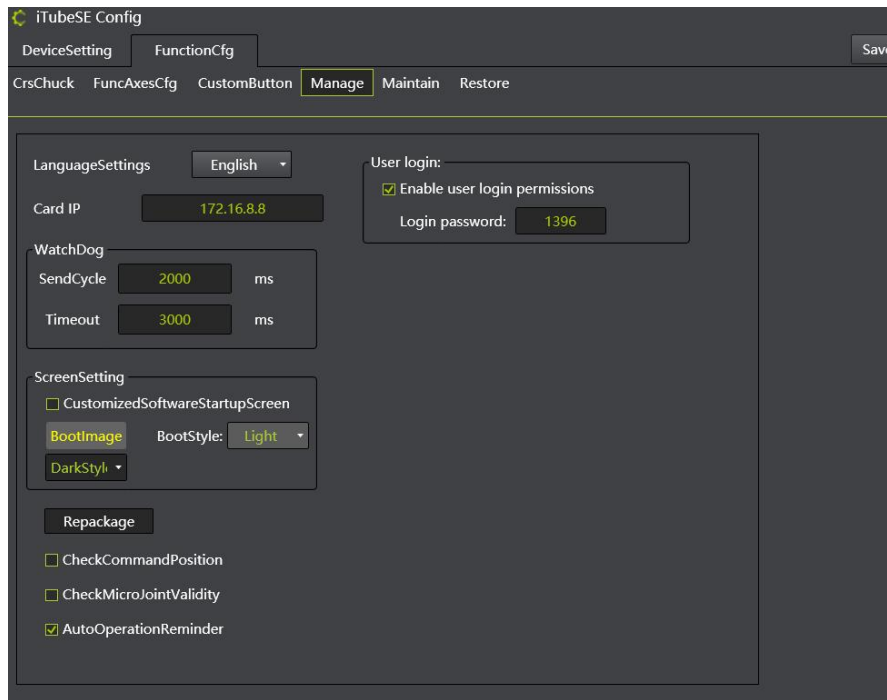 iTubeSE Config
DeviceSetting FunctionCfg Save
CrsChuck FuncAxesCfg CustomButton Manage Maintain Restore
LanguageSettings English
Card IP 172.16.8.8
WatchDog
SendCycle 2000 ms
Timeout 3000 ms
ScreenSetting
CustomizedSoftwareStartupScreen
BootImage BootStyle: Light
DarkStyl
Repackage
CheckCommandPosition
CheckMicroJointValidity
AutoOperationReminder
User login:
Enable user login permissions
Login password: 1396